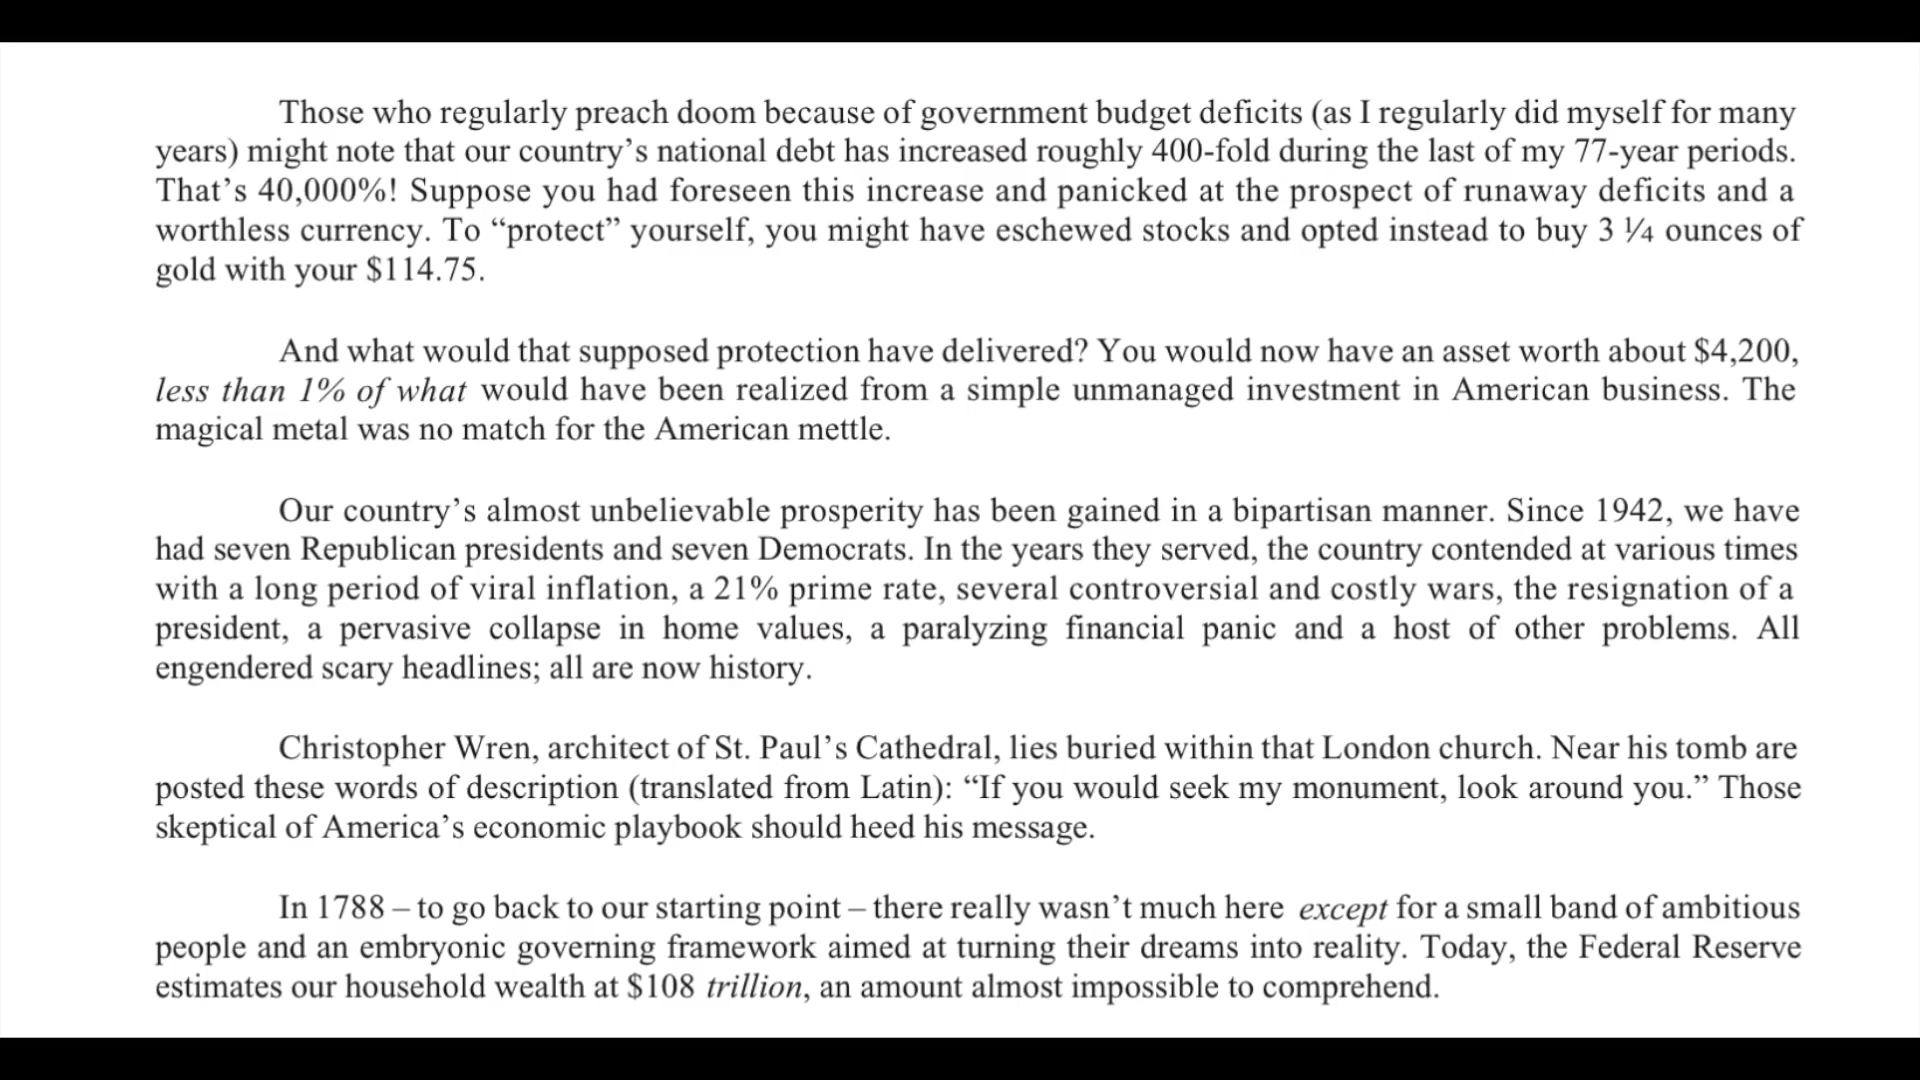 Those who regularly preach doom because of government budget deficits (as I regularly did myself for many
years) might note that our country’s national debt has increased roughly 400-fold during the last of my 77-year periods.
That’s 40,000%! Suppose you had foreseen this increase and panicked at the prospect of runaway deficits and a
worthless currency. To “protect” yourself, you might have eschewed stocks and opted instead to buy 3 ¼ ounces of
gold with your $114.75.
And what would that supposed protection have delivered? You would now have an asset worth about $4,200,
less than 1% of what would have been realized from a simple unmanaged investment in American business. The
magical metal was no match for the American mettle.
Our country’s almost unbelievable prosperity has been gained in a bipartisan manner. Since 1942, we have
had seven Republican presidents and seven Democrats. In the years they served, the country contended at various times
with a long period of viral inflation, a 21% prime rate, several controversial and costly wars, the resignation of a
president, a pervasive collapse in home values, a paralyzing financial panic and a host of other problems. All
engendered scary headlines; all are now history.
Christopher Wren, architect of St. Paul’s Cathedral, lies buried within that London church. Near his tomb are
posted these words of description (translated from Latin): “If you would seek my monument, look around you.” Those
skeptical of America’s economic playbook should heed his message.
In 1788 – to go back to our starting point – there really wasn’t much here except for a small band of ambitious
people and an embryonic governing framework aimed at turning their dreams into reality. Today, the Federal Reserve
estimates our household wealth at $108 trillion, an amount almost impossible to comprehend.